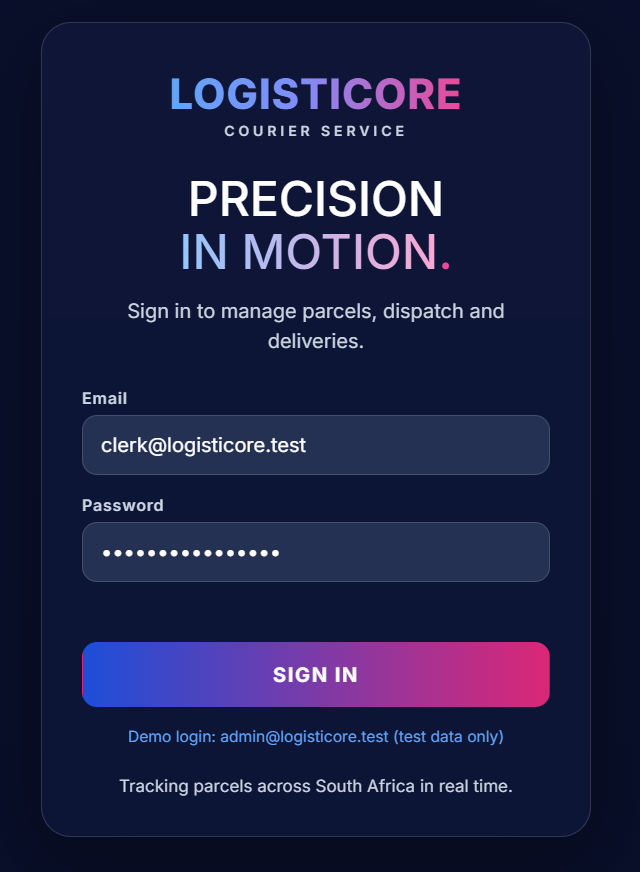 LOGISTICORE
COURIER SERVICE
PRECISION
IN MOTION.
Sign in to manage parcels, dispatch and
deliveries.
Email
clerk@logisticore.test
Password
••••••••••••••••
SIGN IN
Demo login: admin@logisticore.test (test data only)
Tracking parcels across South Africa in real time.